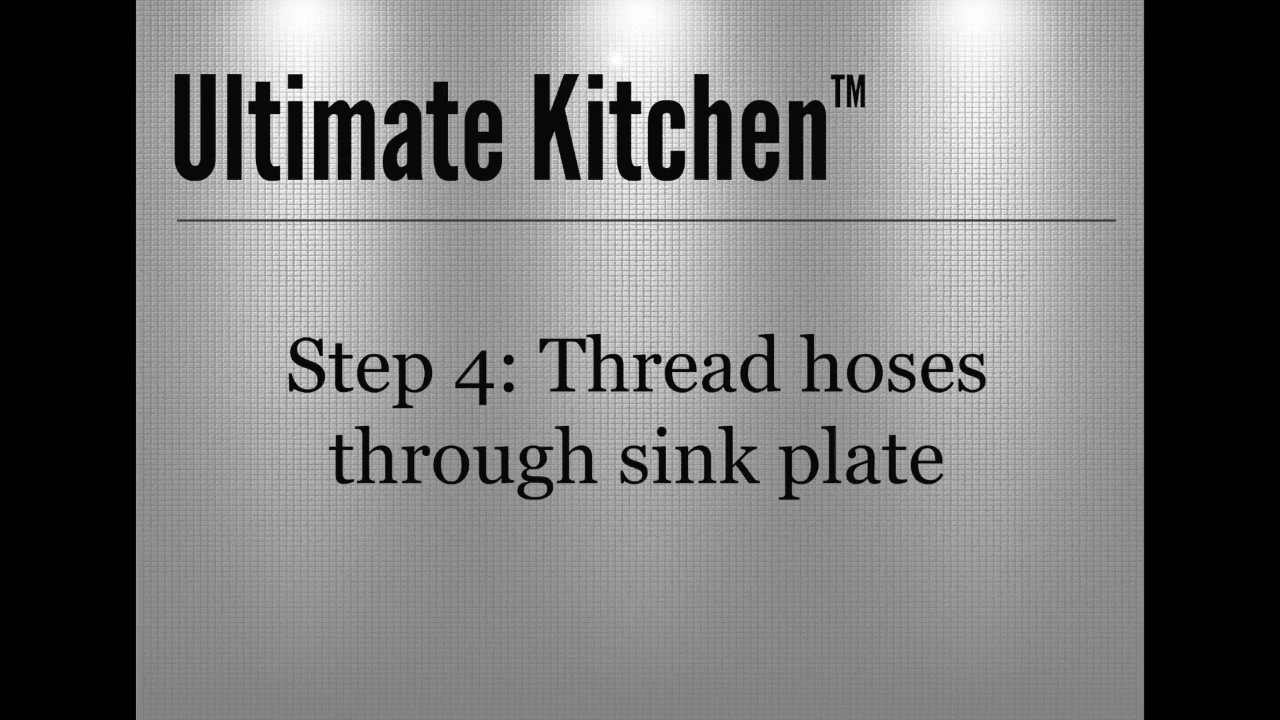 Ultimate Kitchen™
Step 4: Thread hoses
through sink plate